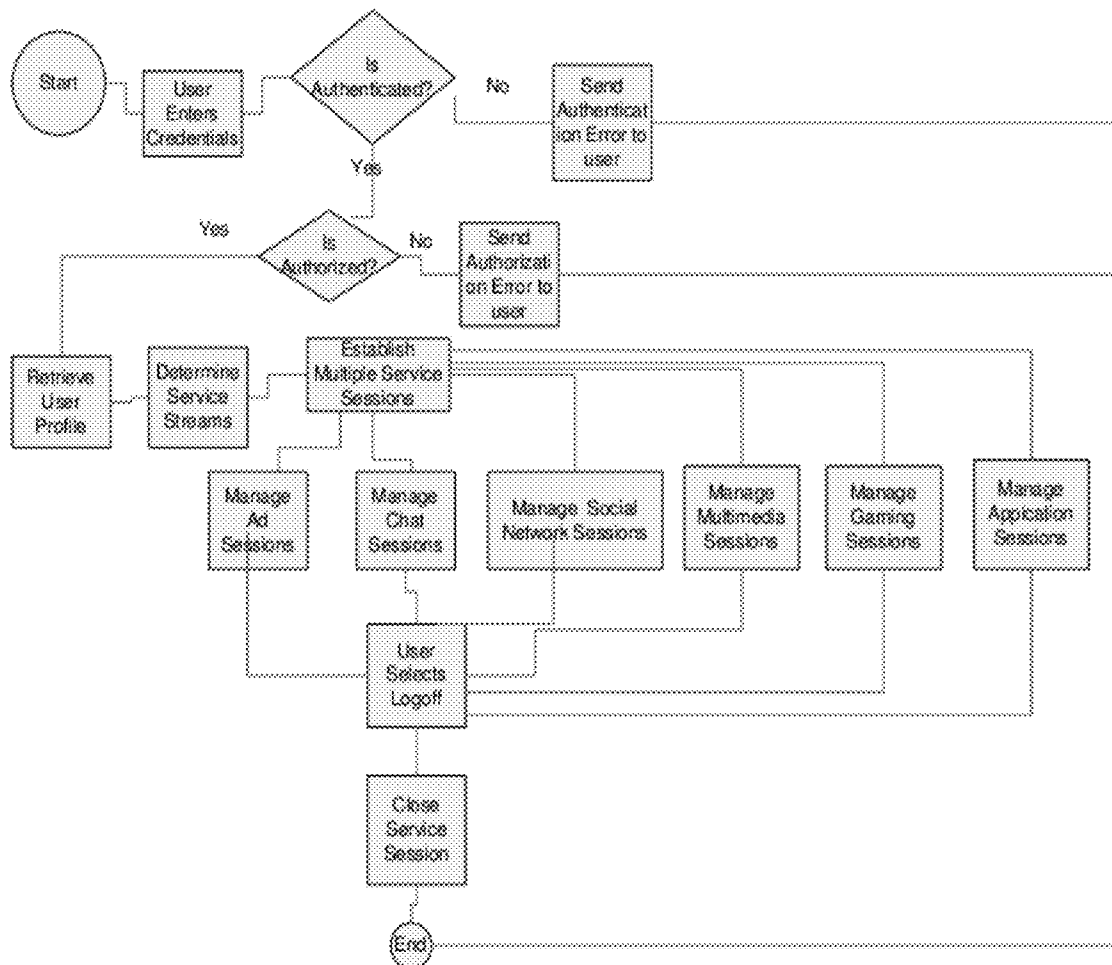 Start
User
Enters
Credentials
Is
Authenticated?
No
Send
Authenticat
ion Error to
user
Yes
Yes
Is
Authorized?
No
Send
Authorizati
on Error to
user
Retrieve
User
Profile
Determine
Service
Streams
Establish
Multiple Service
Sessions
Manage
Ad
Sessions
Manage
Chat
Sessions
Manage Social
Network Sessions
Manage
Multimedia
Sessions
Manage
Gaming
Sessions
Manage
Appication
Sessions
User
Selects
Logoff
Close
Service
Session
End